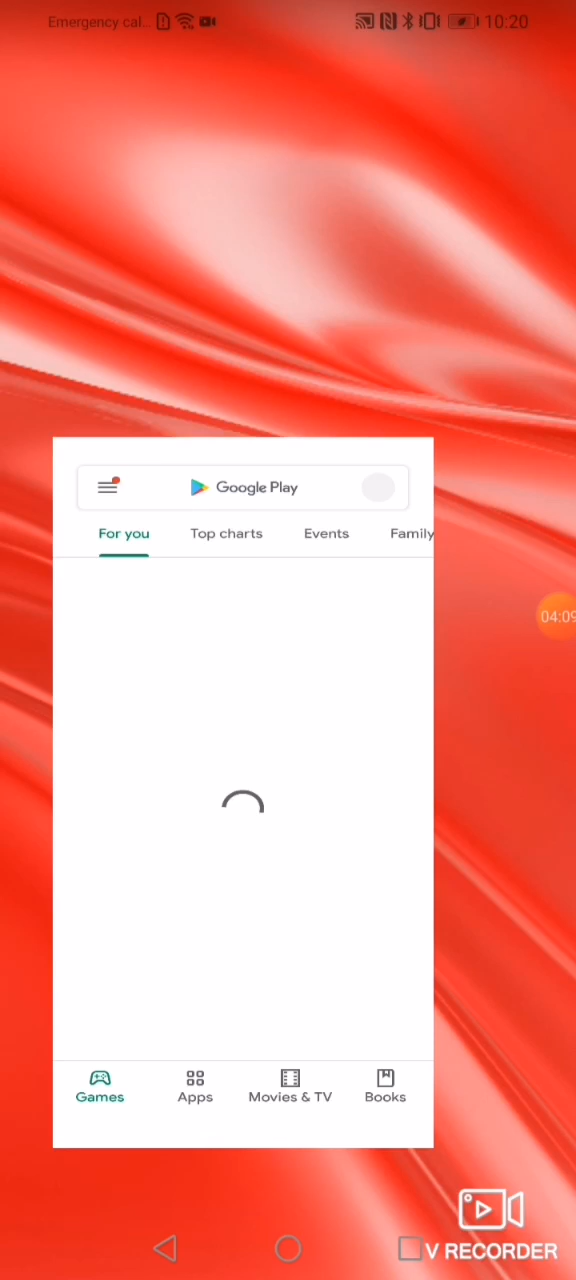 Emergency cal... 10:20
Google Play
For you Top charts Events Family
04:09
Games Apps Movies & TV Books
V RECORDER